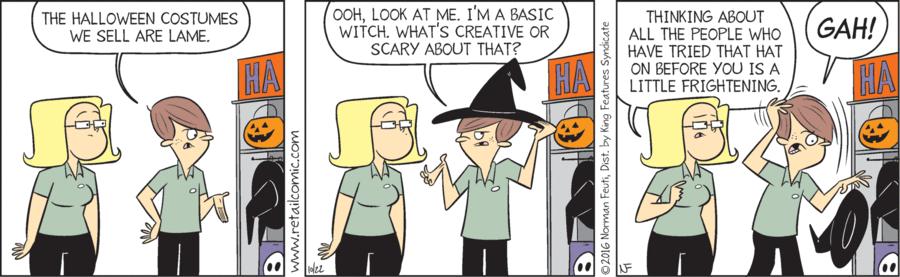 THE HALLOWEEN COSTUMES
WE SELL ARE LAME.
HA
www.retailcomic.com
OOH, LOOK AT ME. I'M A BASIC
WITCH. WHAT'S CREATIVE OR
SCARY ABOUT THAT?
HA
10/22
© 2016 Norman Feuti, Dist. by King Features Syndicate
THINKING ABOUT
ALL THE PEOPLE WHO
HAVE TRIED THAT HAT
ON BEFORE YOU IS A
LITTLE FRIGHTENING.
GAH!
HA
NF